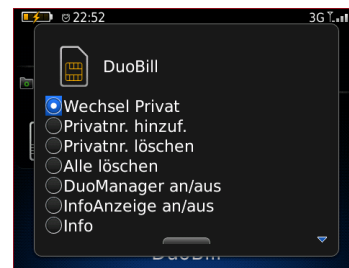 22:52
3G
DuoBill
Wechsel Privat
Privatnr. hinzuf.
Privatnr. löschen
Alle löschen
DuoManager an/aus
InfoAnzeige an/aus
Info
DuoBill